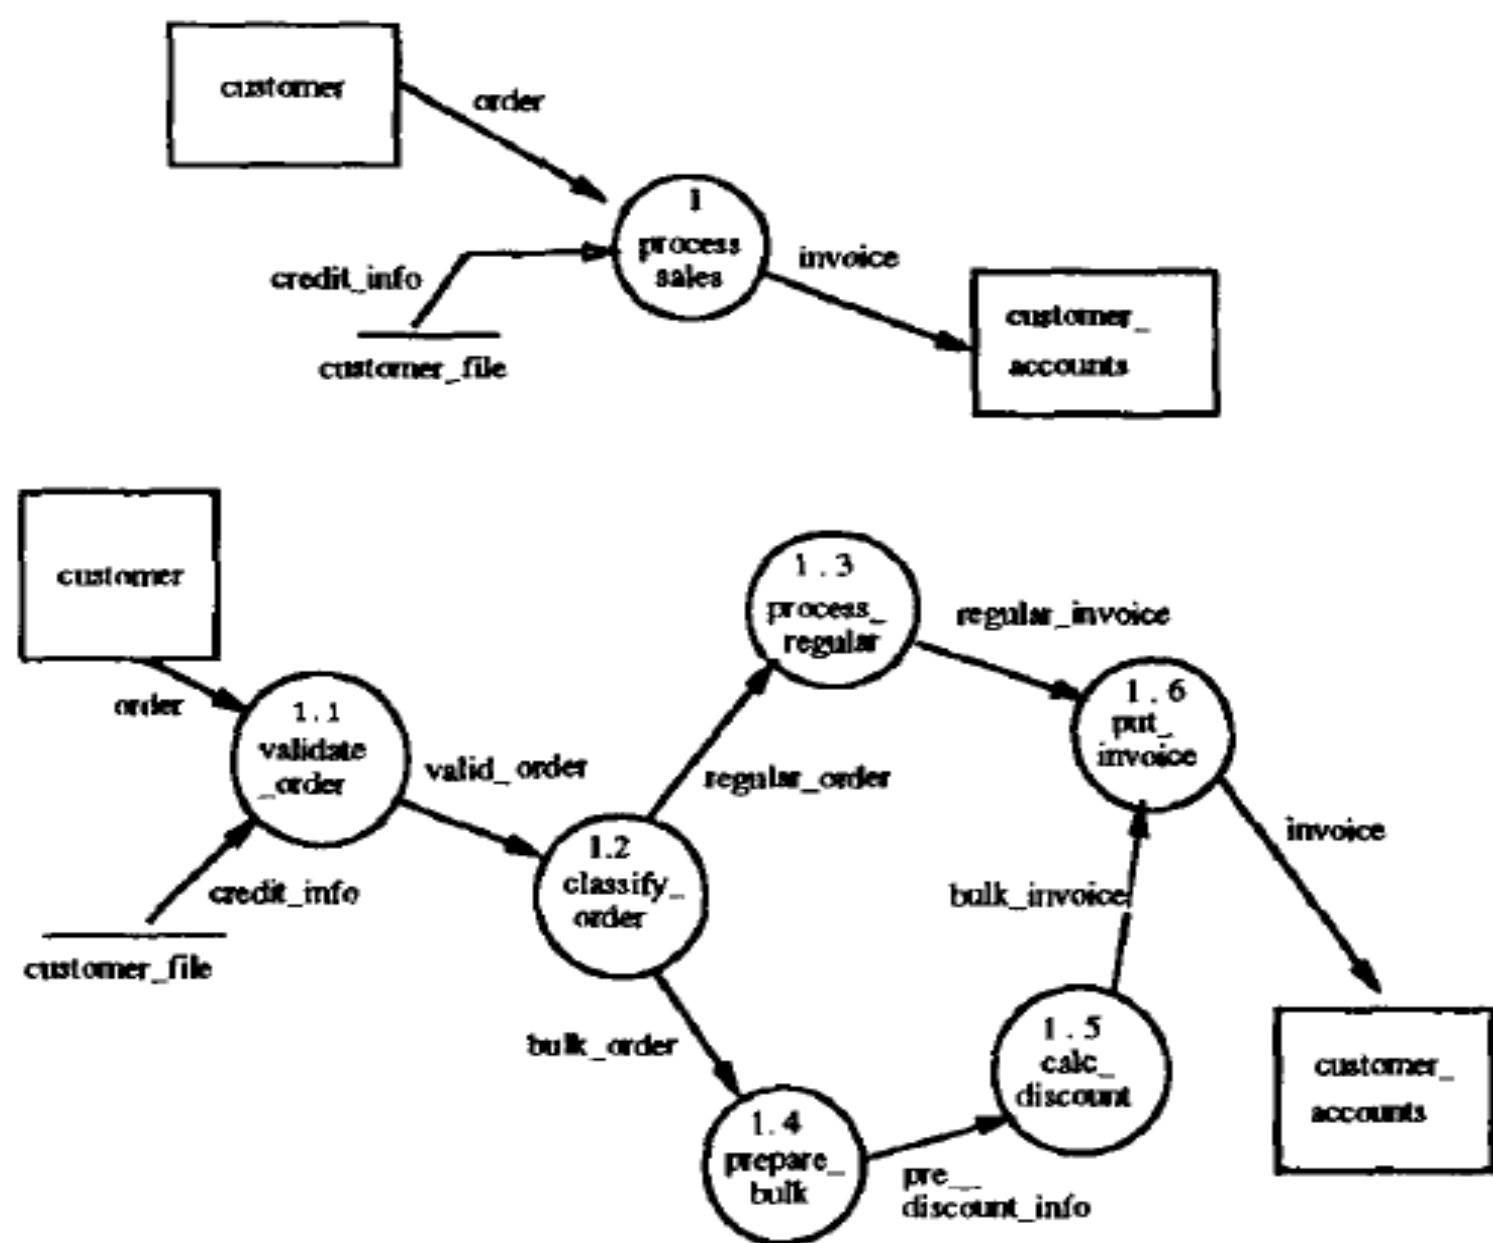 customer
order
1
process
sales
credit_info
invoice
customer_file
customer_
accounts
customer
order
1.1
validate
_order
valid_ order
credit_info
customer_file
1.2
classify_
order
regular_order
1.3
process_
regular
regular_invoice
1.6
put_
invoice
invoice
bulk_invoice
bulk_order
1.4
prepare_
bulk
pre_
discount_info
1.5
calc_
discount
customer_
accounts